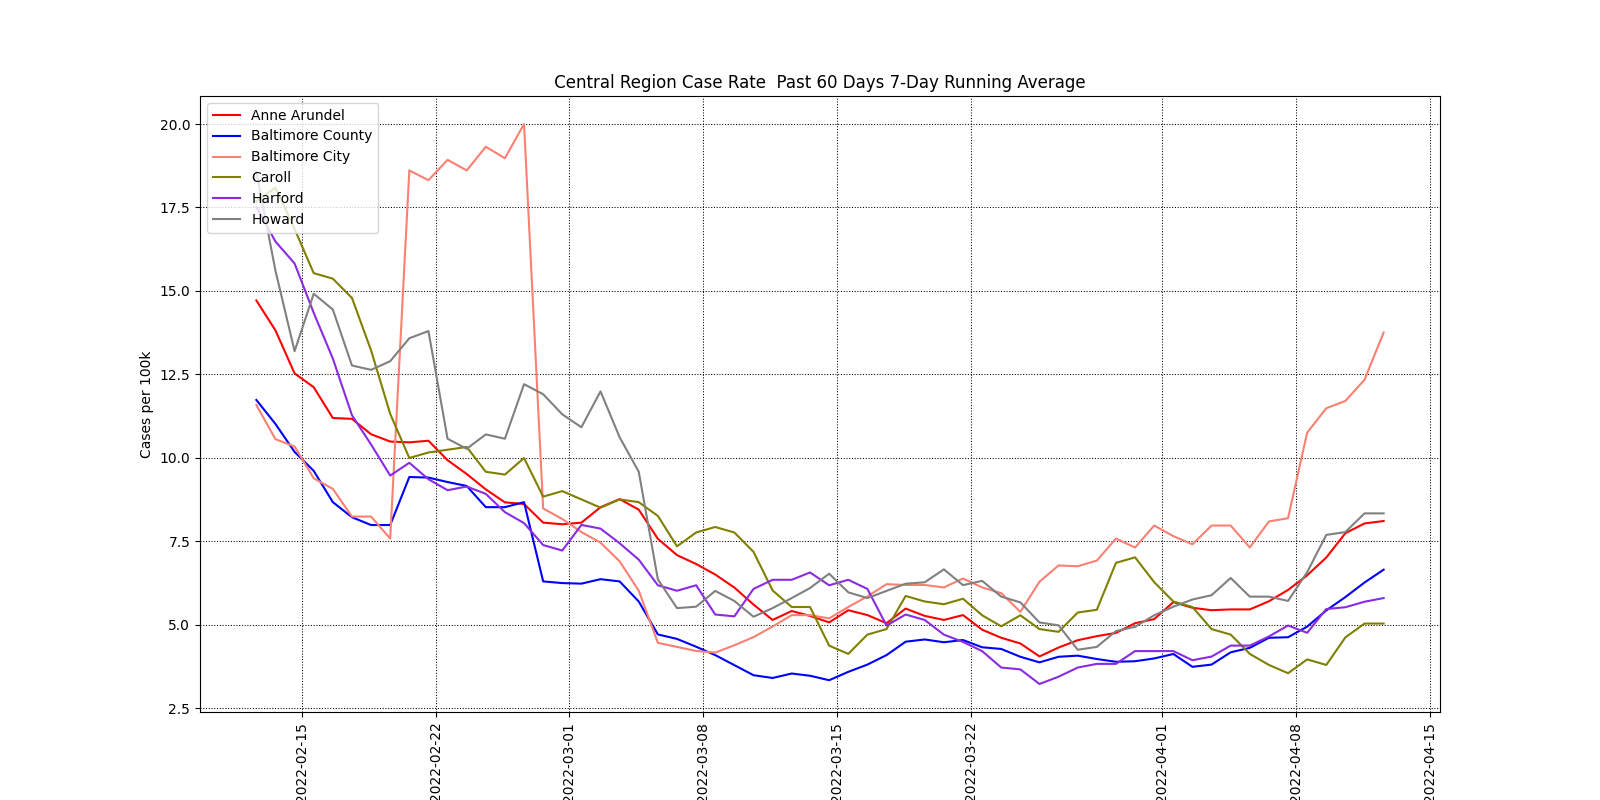 Central Region Case Rate  Past 60 Days 7-Day Running Average
Anne Arundel
Baltimore County
Baltimore City
Caroll
Harford
Howard
Cases per 100k
20.0
17.5
15.0
12.5
10.0
7.5
5.0
2.5
2022-02-15
2022-02-22
2022-03-01
2022-03-08
2022-03-15
2022-03-22
2022-04-01
2022-04-08
2022-04-15